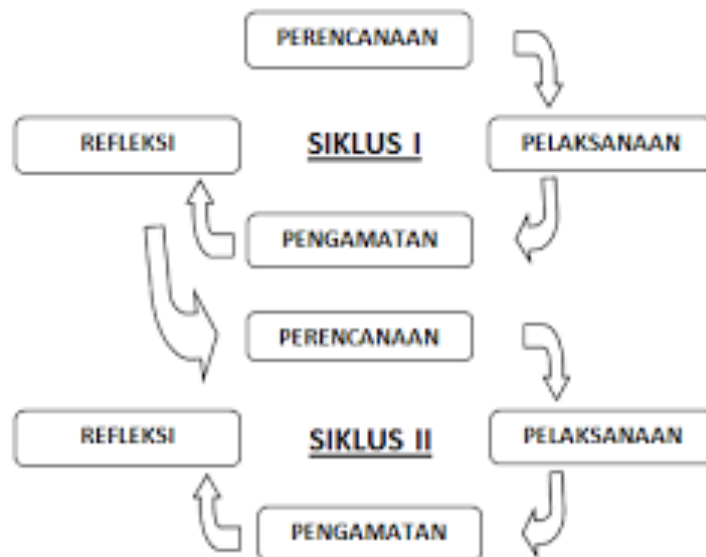 PERENCANAAN
REFLEKSI
SIKLUS I
PELAKSANAAN
PENGAMATAN
PERENCANAAN
REFLEKSI
SIKLUS II
PELAKSANAAN
PENGAMATAN